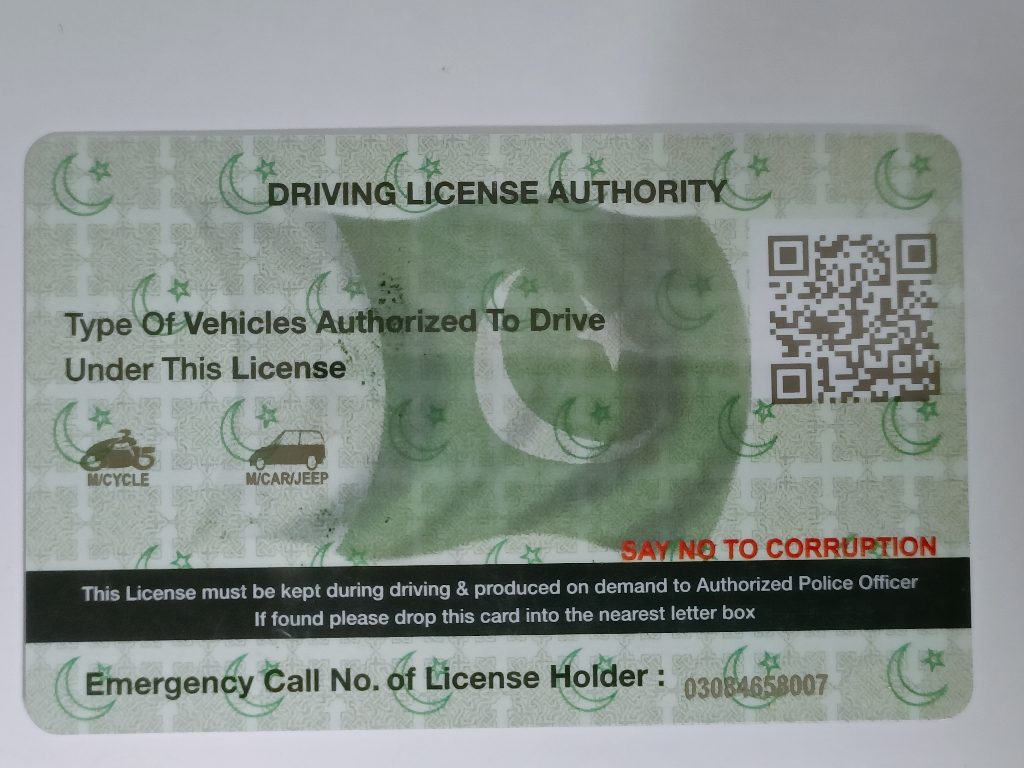 DRIVING LICENSE AUTHORITY
Type Of Vehicles Authorized To Drive
Under This License
M/CYCLE
M/CAR/JEEP
SAY NO TO CORRUPTION
This License must be kept during driving & produced on demand to Authorized Police Officer
If found please drop this card into the nearest letter box
Emergency Call No. of License Holder : 03084658007